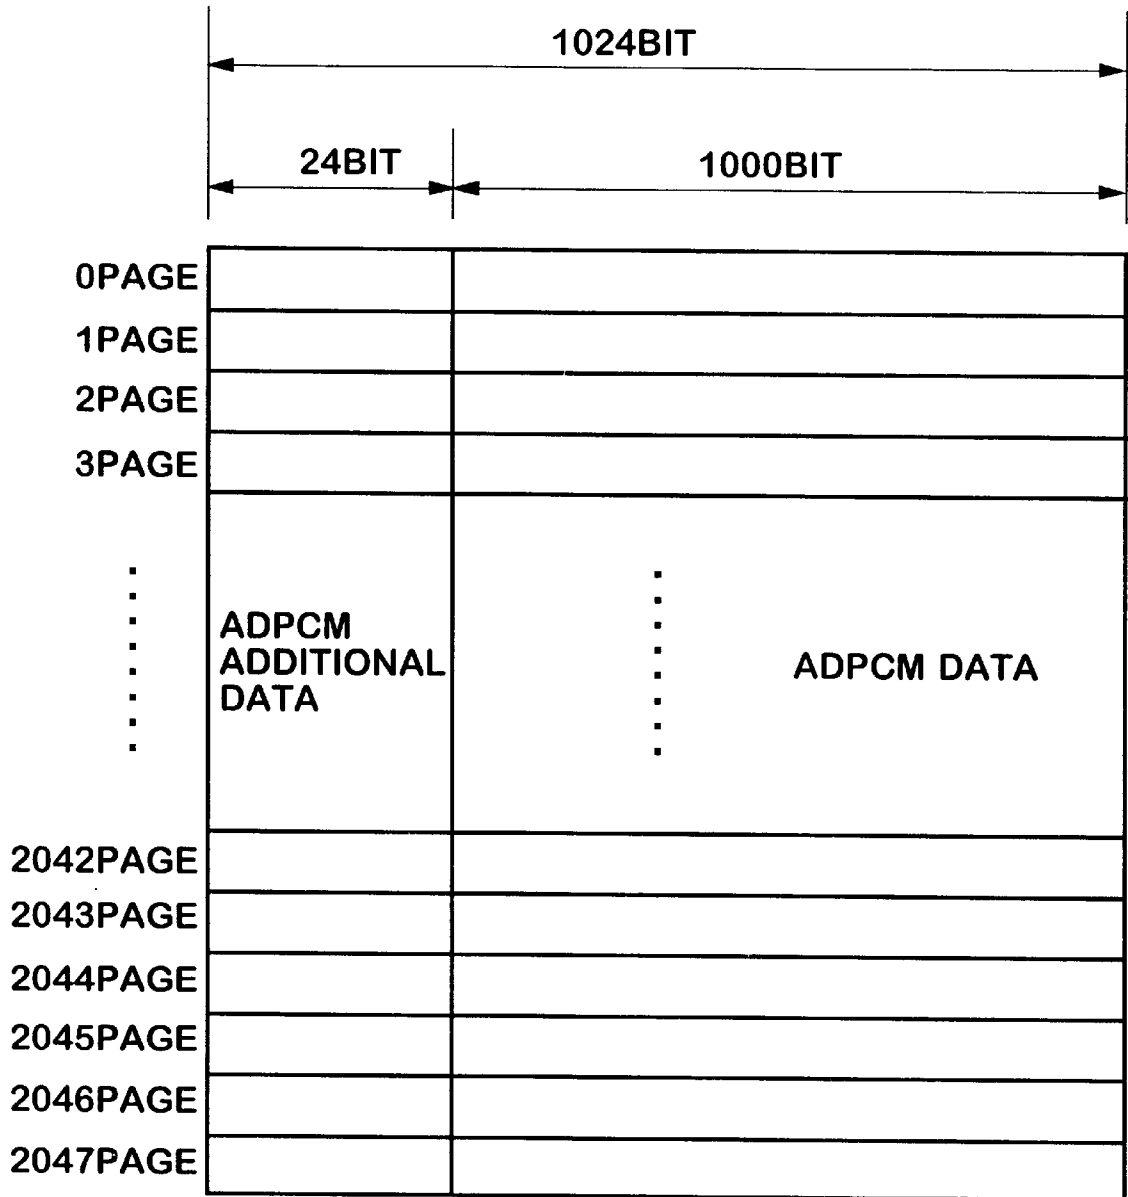 1024BIT
24BIT
1000BIT
0PAGE
1PAGE
2PAGE
3PAGE
ADPCM
ADDITIONAL
DATA
ADPCM DATA
2042PAGE
2043PAGE
2044PAGE
2045PAGE
2046PAGE
2047PAGE